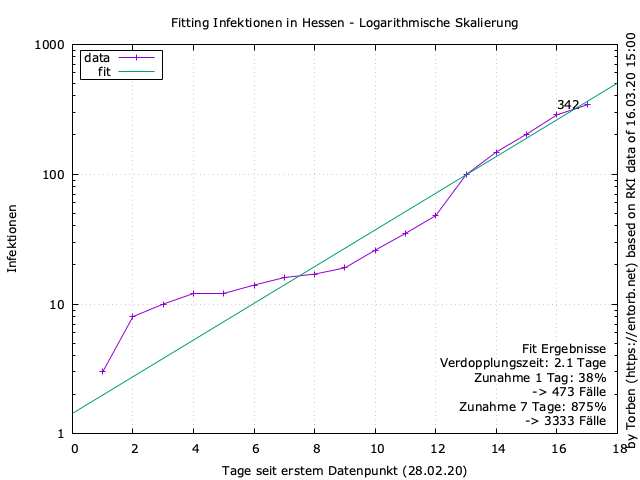 Fitting Infektionen in Hessen - Logarithmische Skalierung
1000
100
10
1
Infektionen
data
fit
342
Fit Ergebnisse
Verdopplungszeit: 2.1 Tage
Zunahme 1 Tag: 38%
-> 473 Fälle
Zunahme 7 Tage: 875%
-> 3333 Fälle
0 2 4 6 8 10 12 14 16 18
Tage seit erstem Datenpunkt (28.02.20)
by Torben (https://entorb.net) based on RKI data of 16.03.20 15:00